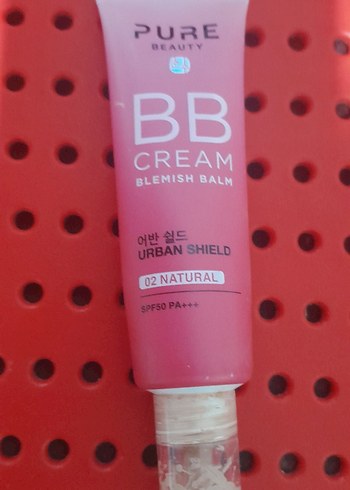 PURE
BEAUTY
BB
CREAM
BLEMISH BALM
어반 쉴드
URBAN SHIELD
02 NATURAL
SPF50 PA+++